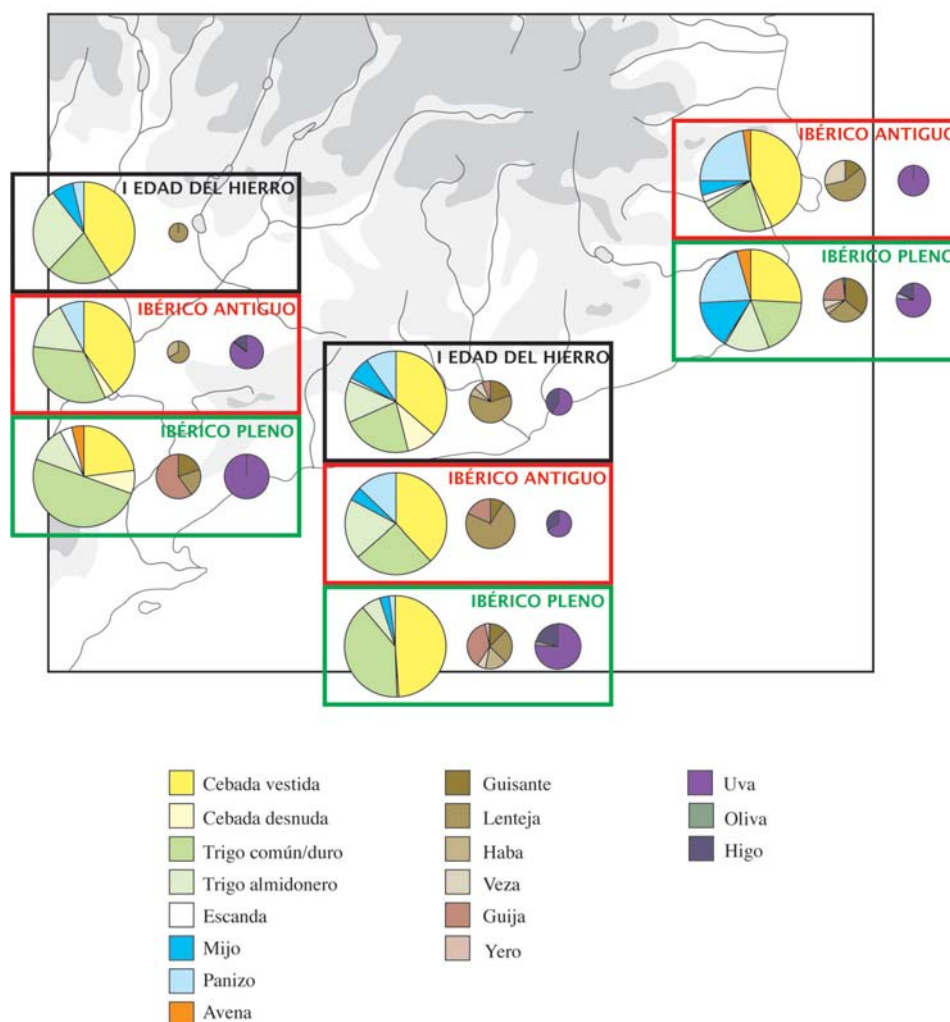 I EDAD DEL HIERRO
IBÉRICO ANTIGUO
IBÉRICO PLENO
I EDAD DEL HIERRO
IBÉRICO ANTIGUO
IBÉRICO PLENO
IBÉRICO ANTIGUO
IBÉRICO PLENO
Cebada vestida
Cebada desnuda
Trigo común/duro
Trigo almidonero
Escanda
Mijo
Panizo
Avena
Guisante
Lenteja
Haba
Veza
Guija
Yero
Uva
Oliva
Higo